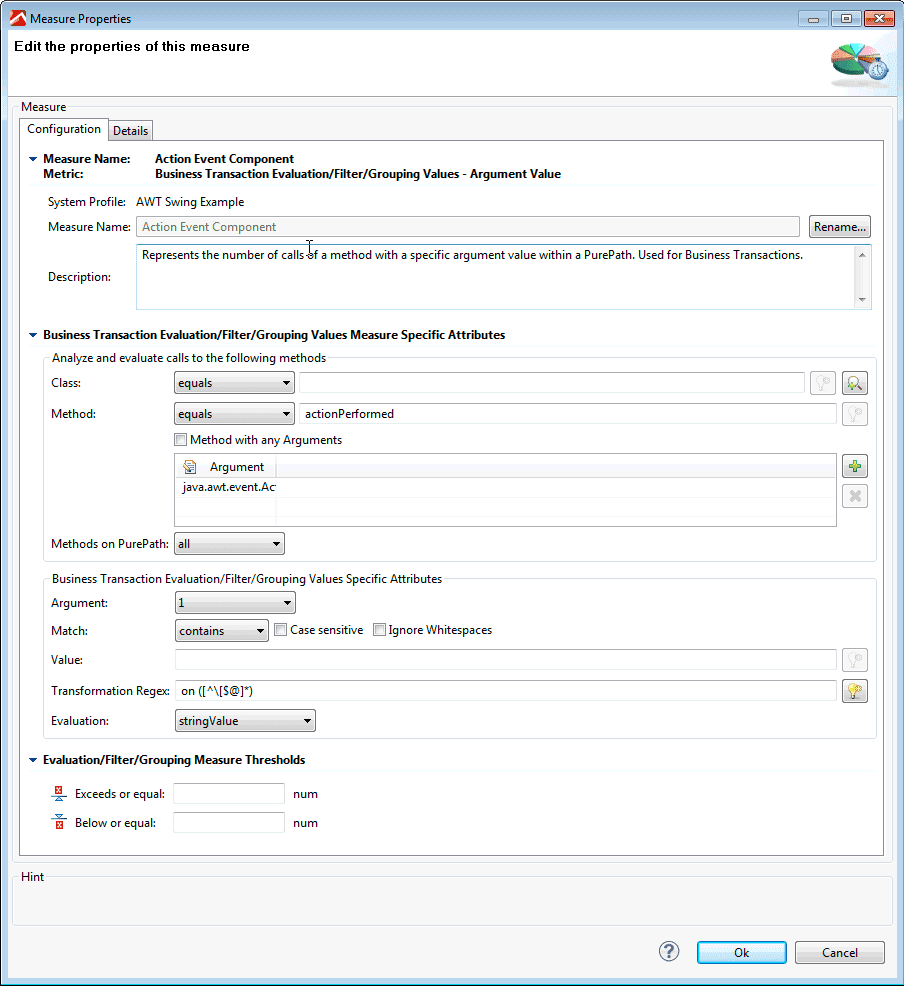 Measure Properties
Edit the properties of this measure
Measure
Configuration Details
Measure Name: Action Event Component
Metric: Business Transaction Evaluation/Filter/Grouping Values - Argument Value
System Profile: AWT Swing Example
Measure Name: Action Event Component Rename...
Description: Represents the number of calls of a method with a specific argument value within a PurePath. Used for Business Transactions.
Business Transaction Evaluation/Filter/Grouping Values Measure Specific Attributes
Analyze and evaluate calls to the following methods
Class: equals
Method: equals actionPerformed
Method with any Arguments
Argument
java.awt.event.Ac
Methods on PurePath: all
Business Transaction Evaluation/Filter/Grouping Values Specific Attributes
Argument: 1
Match: contains Case sensitive Ignore Whitespaces
Value:
Transformation Regex: on ([^\[$@]*)
Evaluation: stringValue
Evaluation/Filter/Grouping Measure Thresholds
Exceeds or equal: num
Below or equal: num
Hint
? Ok Cancel